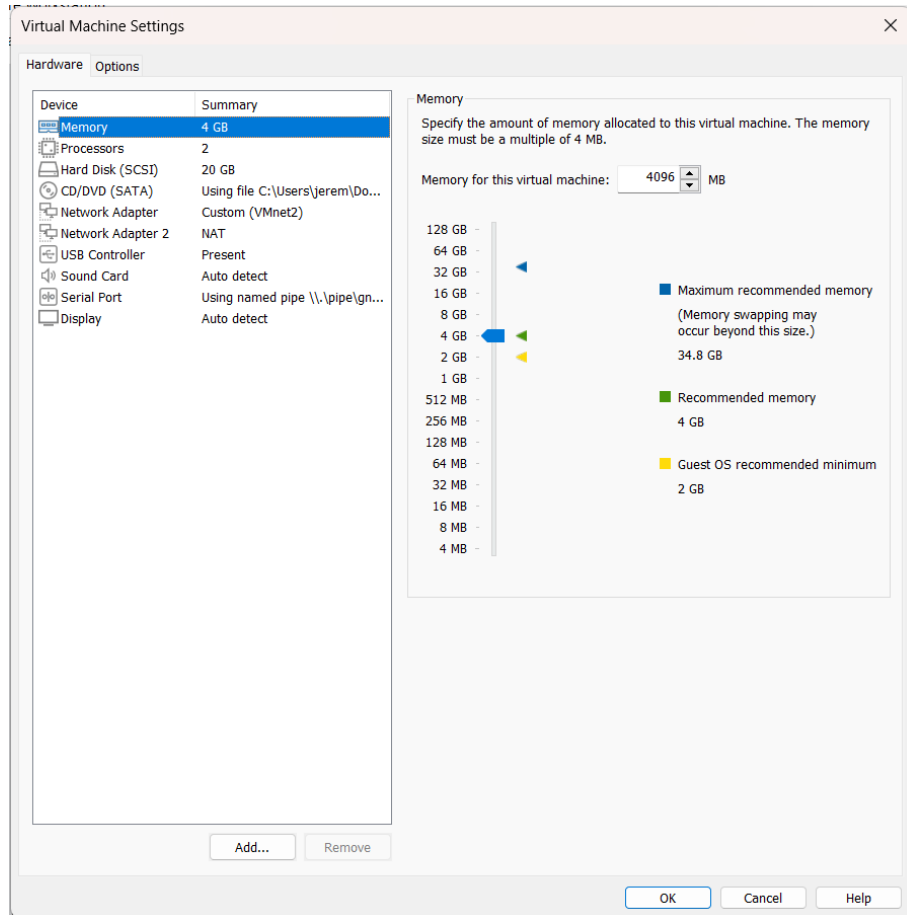 Virtual Machine Settings
Hardware Options
Device Summary
Memory 4 GB
Processors 2
Hard Disk (SCSI) 20 GB
CD/DVD (SATA) Using file C:\Users\jerem\Do...
Network Adapter Custom (VMnet2)
Network Adapter 2 NAT
USB Controller Present
Sound Card Auto detect
Serial Port Using named pipe \\.\pipe\gn...
Display Auto detect
Add... Remove
Memory
Specify the amount of memory allocated to this virtual machine. The memory
size must be a multiple of 4 MB.
Memory for this virtual machine: 4096 MB
128 GB
64 GB
32 GB
16 GB
8 GB
4 GB
2 GB
1 GB
512 MB
256 MB
128 MB
64 MB
32 MB
16 MB
8 MB
4 MB
Maximum recommended memory
(Memory swapping may
occur beyond this size.)
34.8 GB
Recommended memory
4 GB
Guest OS recommended minimum
2 GB
OK Cancel Help